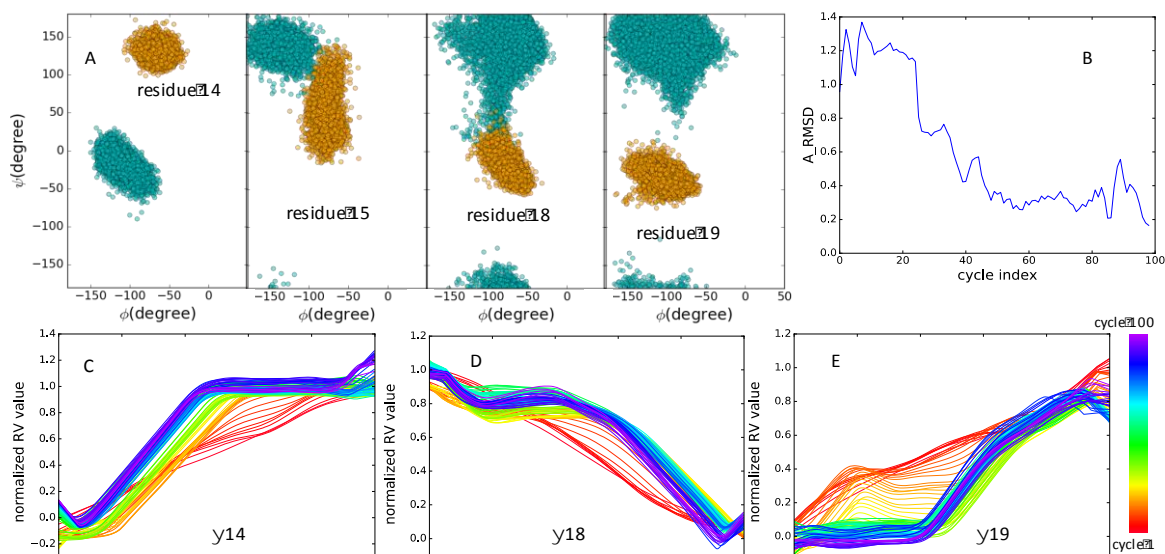 A
150
100
50
0
−50
−100
−150
ψ(degree)
residue⍰14
residue⍰15
residue⍰18
residue⍰19
−150 −100 −50 0
−150 −100 −50 0
−150 −100 −50 0
−150 −100 −50 0 50
ϕ(degree)
ϕ(degree)
ϕ(degree)
ϕ(degree)
B
1.4
1.2
1.0
0.8
0.6
0.4
0.2
0.0
A_RMSD
0 20 40 60 80 100
cycle index
C
1.4
1.2
1.0
0.8
0.6
0.4
0.2
0.0
−0.2
normalized RV value
y14
D
1.2
1.0
0.8
0.6
0.4
0.2
0.0
normalized RV value
y18
E
1.2
1.0
0.8
0.6
0.4
0.2
0.0
normalized RV value
y19
cycle⍰100
cycle⍰1